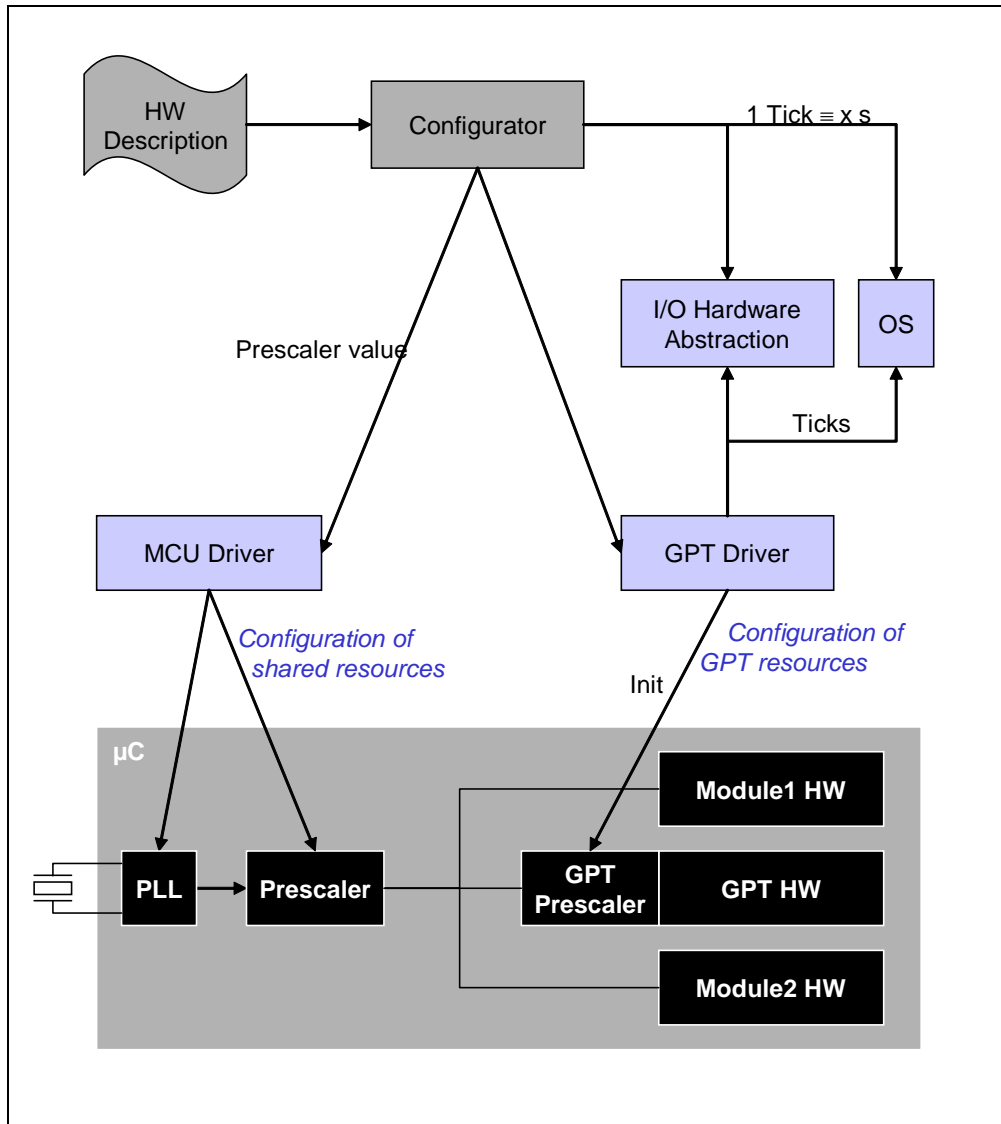 HW
Description
Configurator
1 Tick ≡ x s
I/O Hardware
Abstraction
OS
Prescaler value
Ticks
MCU Driver
GPT Driver
Configuration of
shared resources
Configuration of
GPT resources
Init
µC
Module1 HW
PLL
Prescaler
GPT
Prescaler
GPT HW
Module2 HW